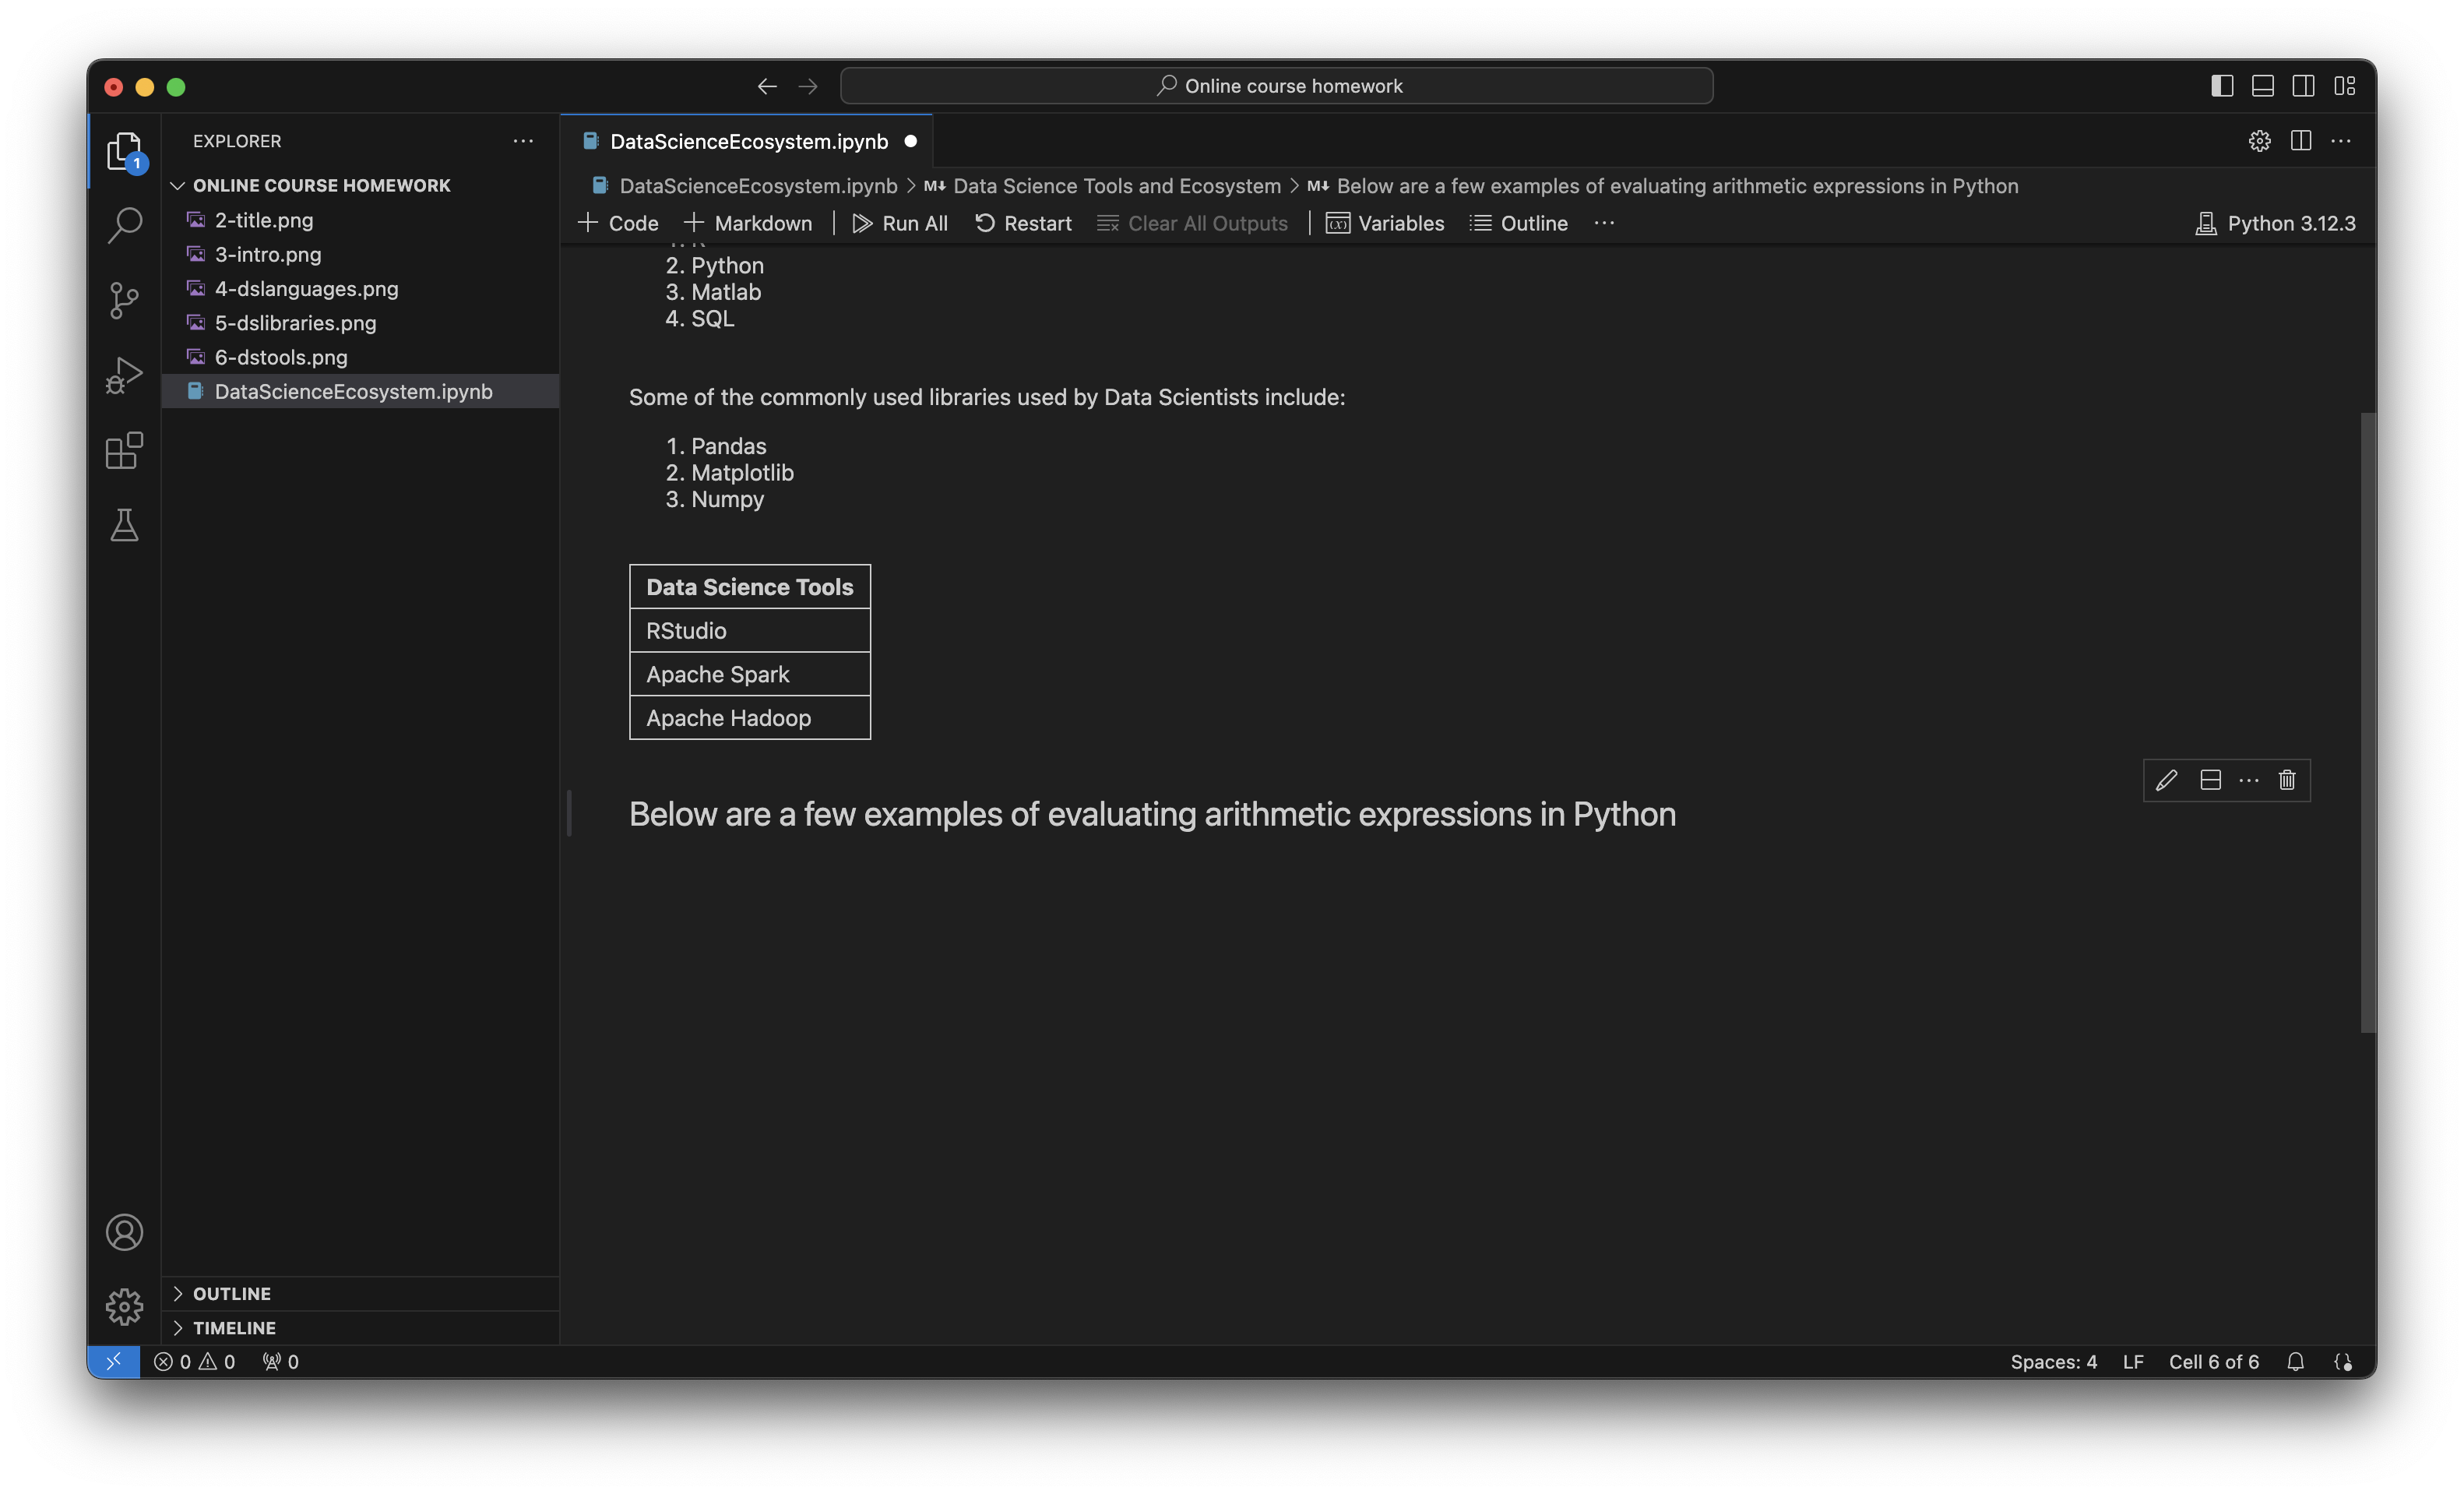 Online course homework
EXPLORER
ONLINE COURSE HOMEWORK
2-title.png
3-intro.png
4-dslanguages.png
5-dslibraries.png
6-dstools.png
DataScienceEcosystem.ipynb
OUTLINE
TIMELINE
1
DataScienceEcosystem.ipynb
DataScienceEcosystem.ipynb > M↓ Data Science Tools and Ecosystem > M↓ Below are a few examples of evaluating arithmetic expressions in Python
+ Code + Markdown | Run All Restart Clear All Outputs | (x) Variables Outline ··· Python 3.12.3
2. Python
3. Matlab
4. SQL
Some of the commonly used libraries used by Data Scientists include:
1. Pandas
2. Matplotlib
3. Numpy
Data Science Tools
RStudio
Apache Spark
Apache Hadoop
Below are a few examples of evaluating arithmetic expressions in Python
0 0 0 Spaces: 4 LF Cell 6 of 6